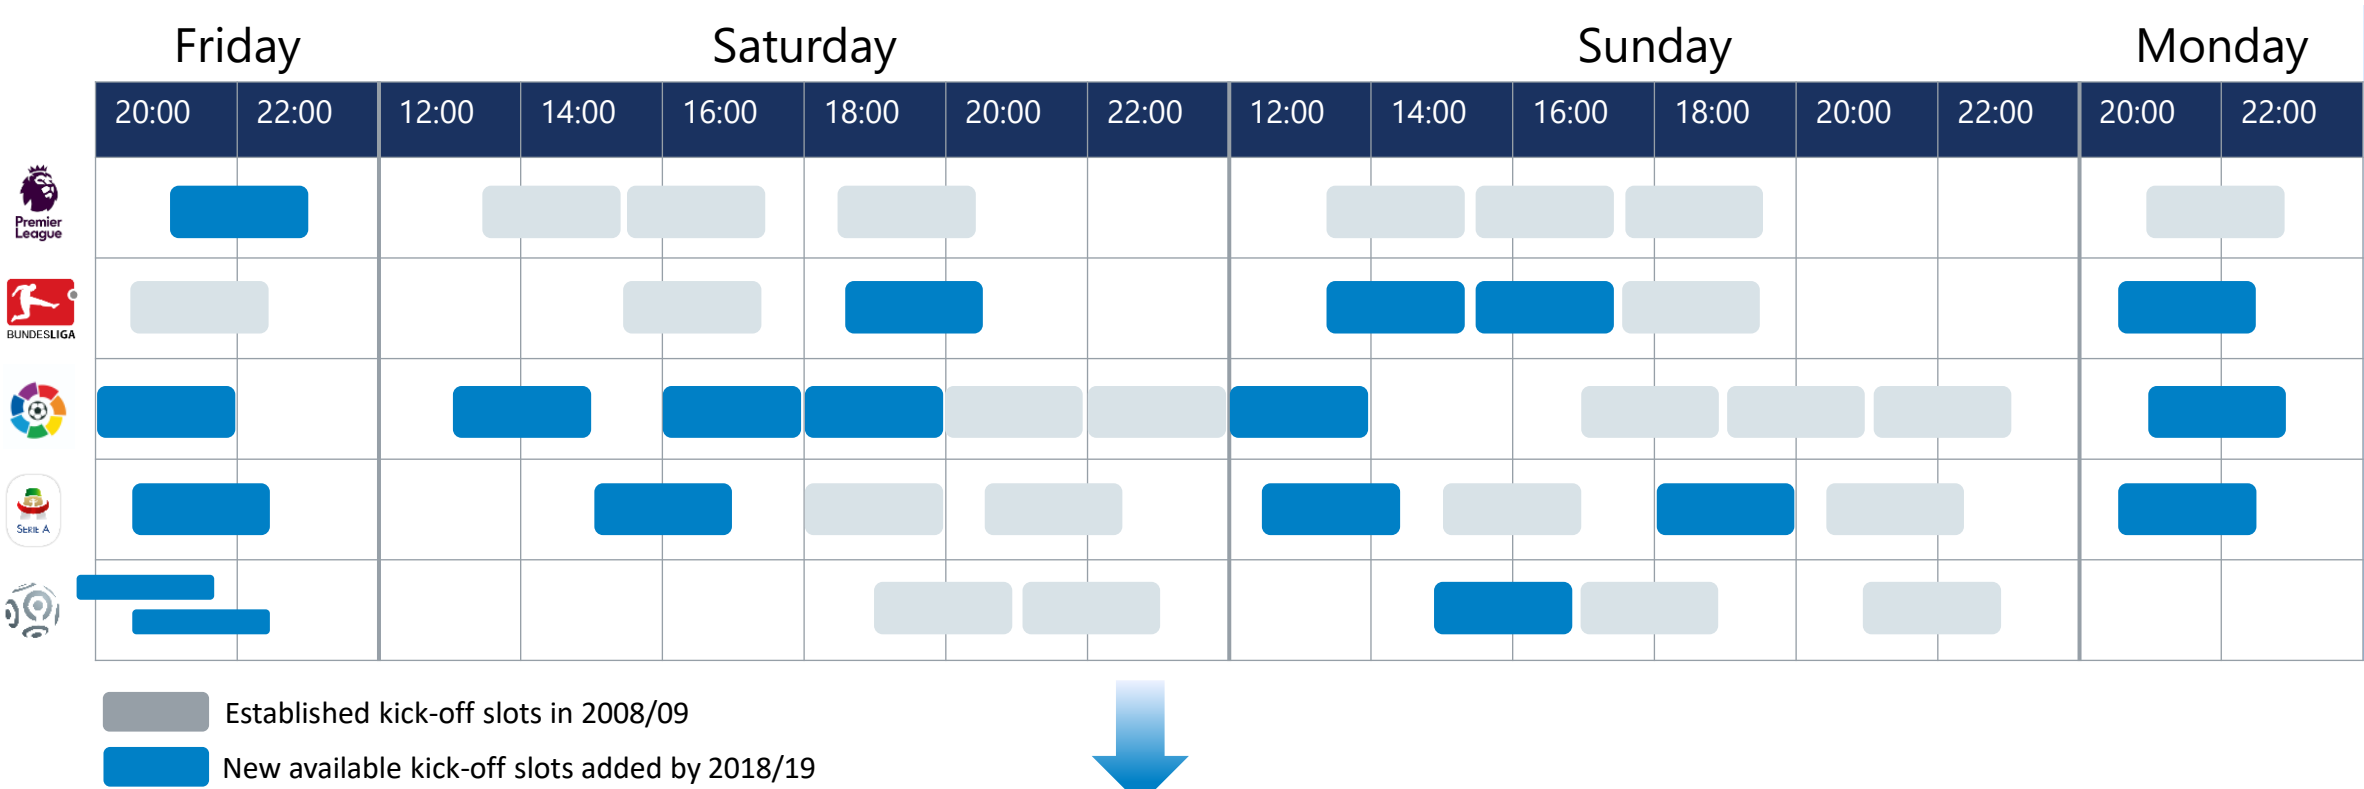 Friday Saturday Sunday Monday
20:00 22:00 12:00 14:00 16:00 18:00 20:00 22:00 12:00 14:00 16:00 18:00 20:00 22:00 20:00 22:00
Premier
League
BUNDESLIGA
SERIE A
Established kick-off slots in 2008/09
New available kick-off slots added by 2018/19